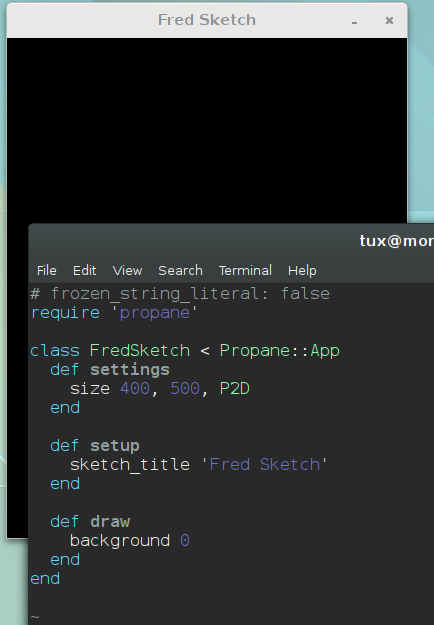 Fred Sketch
tux@mor
File Edit View Search Terminal Help
# frozen_string_literal: false
require 'propane'
class FredSketch < Propane::App
  def settings
    size 400, 500, P2D
  end
  def setup
    sketch_title 'Fred Sketch'
  end
  def draw
    background 0
  end
end
~